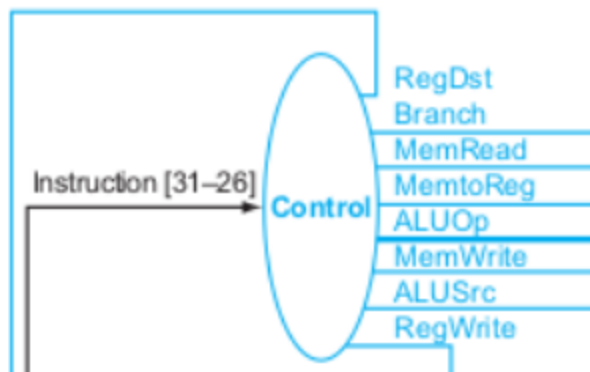 RegDst
Branch
MemRead
Instruction [31–26]
MemtoReg
Control
ALUOp
MemWrite
ALUSrc
RegWrite